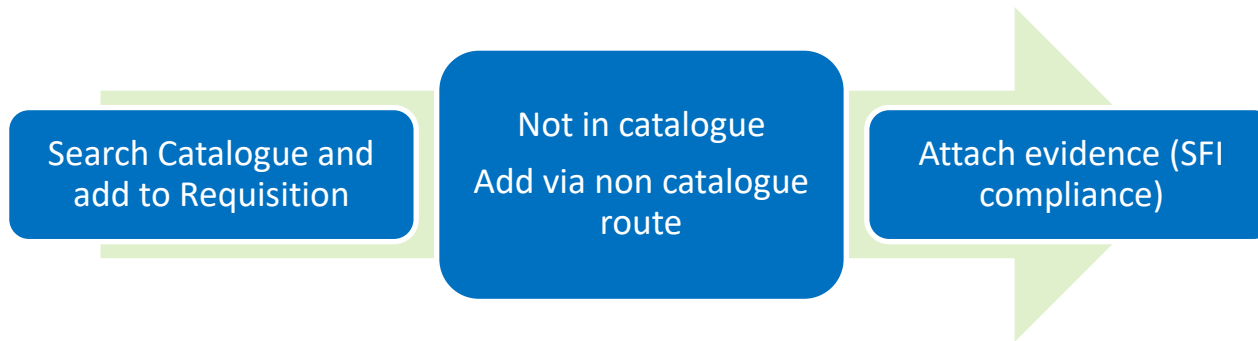 Search Catalogue and
add to Requisition
Not in catalogue
Add via non catalogue
route
Attach evidence (SFI
compliance)